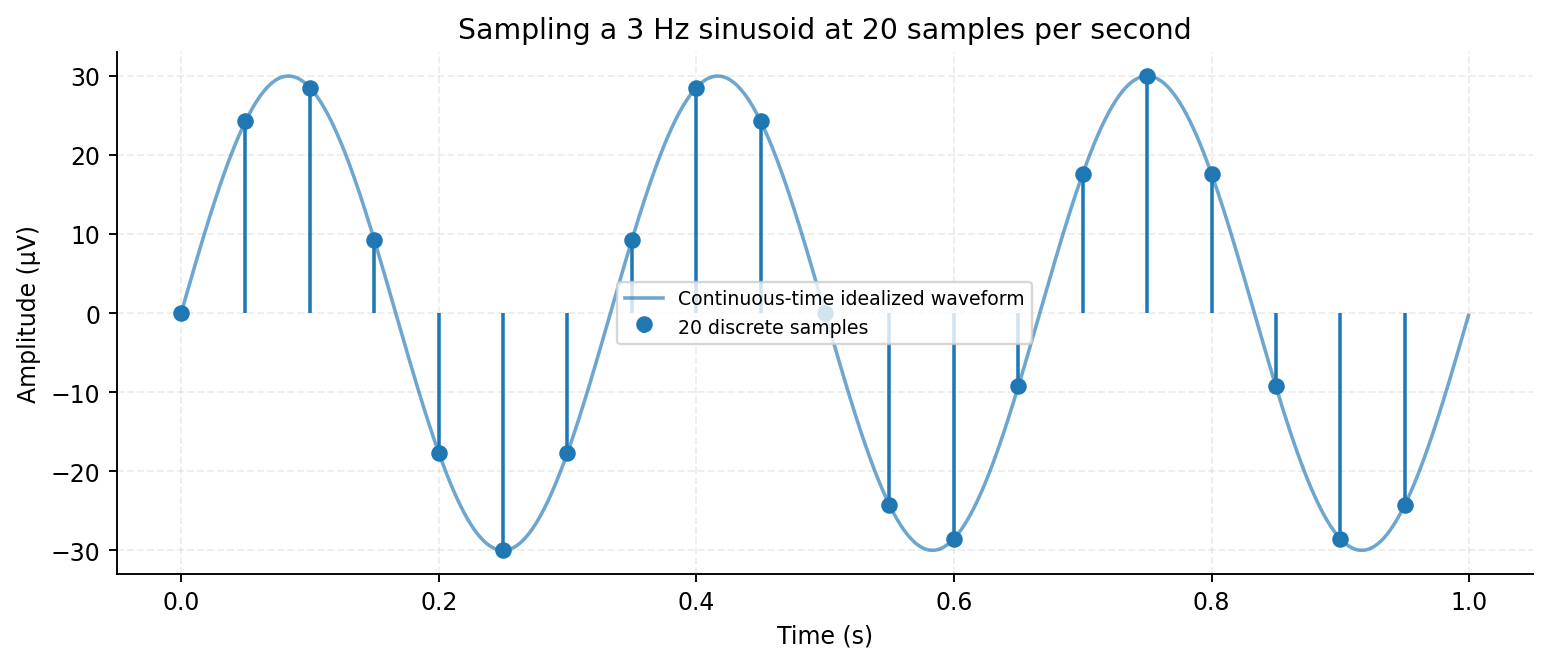 Sampling a 3 Hz sinusoid at 20 samples per second
Amplitude (µV)
30
20
10
0
−10
−20
−30
Continuous-time idealized waveform
20 discrete samples
0.0 0.2 0.4 0.6 0.8 1.0
Time (s)